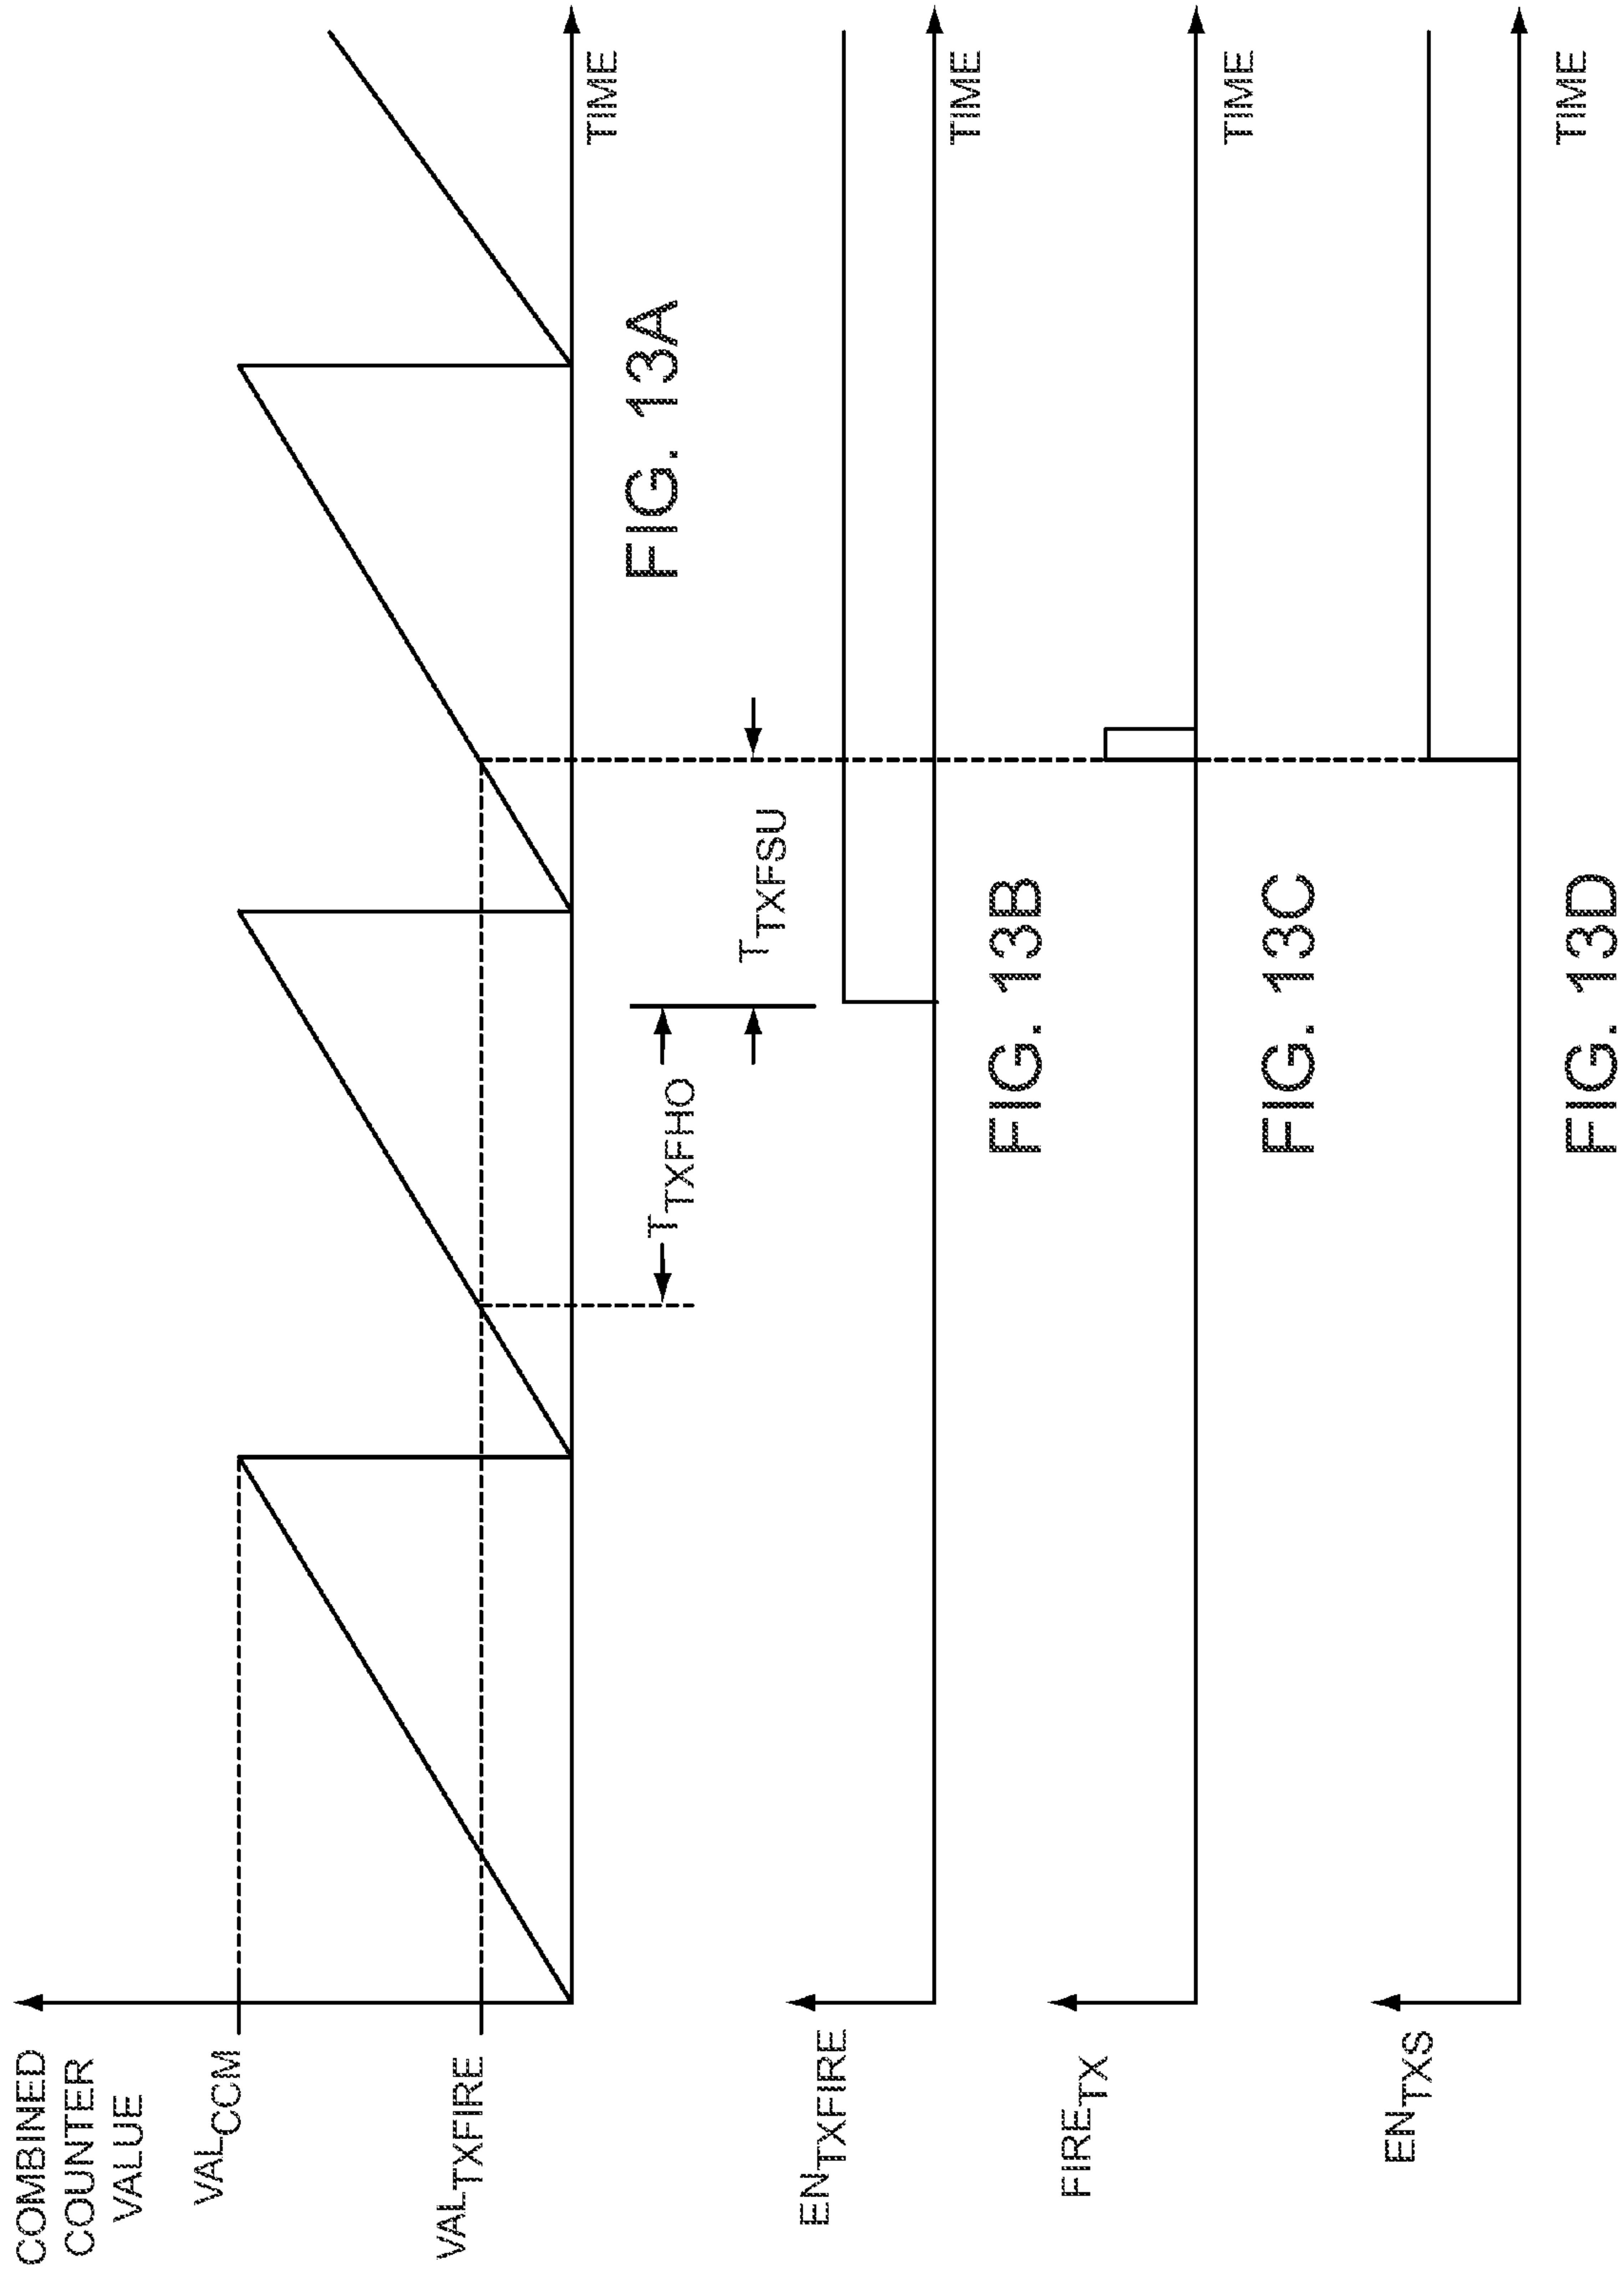 COMBINED
COUNTER
VALUE
VALCCM
VALTXFIRE
TIME
FIG. 13A
TTXFHO
TTXFSU
ENTXFIRE
TIME
FIG. 13B
FIRETX
TIME
FIG. 13C
ENTXS
TIME
FIG. 13D